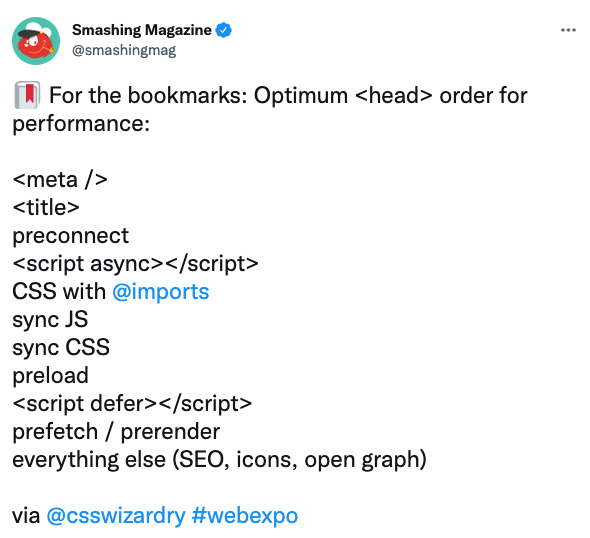 Smashing Magazine
@smashingmag
For the bookmarks: Optimum <head> order for
performance:
<meta />
<title>
preconnect
<script async></script>
CSS with @imports
sync JS
sync CSS
preload
<script defer></script>
prefetch / prerender
everything else (SEO, icons, open graph)
via @csswizardry #webexpo